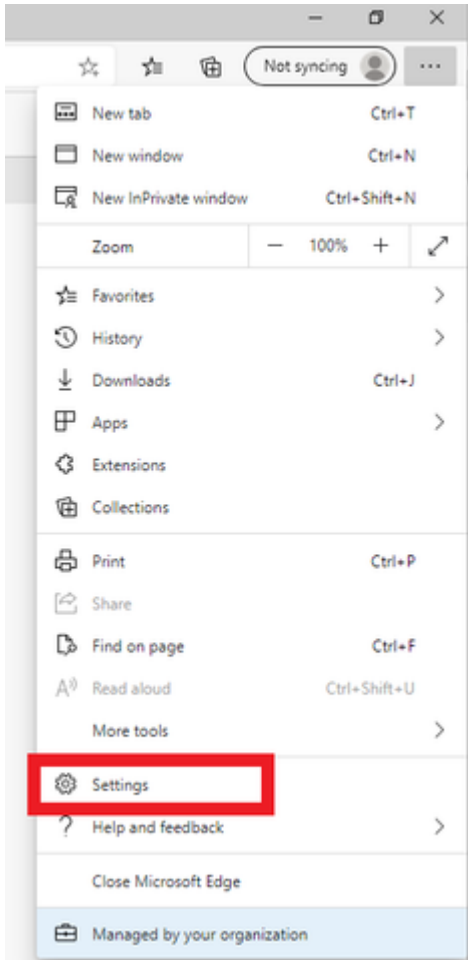 Not syncing
New tab Ctrl+T
New window Ctrl+N
New InPrivate window Ctrl+Shift+N
Zoom 100%
Favorites
History
Downloads Ctrl+J
Apps
Extensions
Collections
Print Ctrl+P
Share
Find on page Ctrl+F
Read aloud Ctrl+Shift+U
More tools
Settings
Help and feedback
Close Microsoft Edge
Managed by your organization